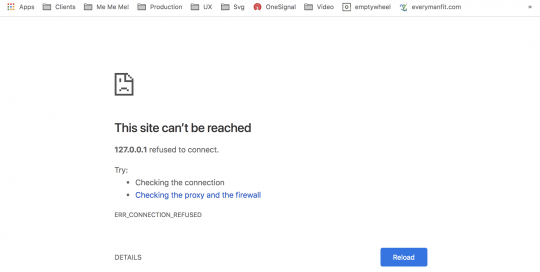 Apps Clients Me Me Me! Production UX Svg OneSignal Video emptywheel everymanfit.com »
This site can't be reached
127.0.0.1 refused to connect.
Try:
• Checking the connection
• Checking the proxy and the firewall
ERR_CONNECTION_REFUSED
DETAILS Reload